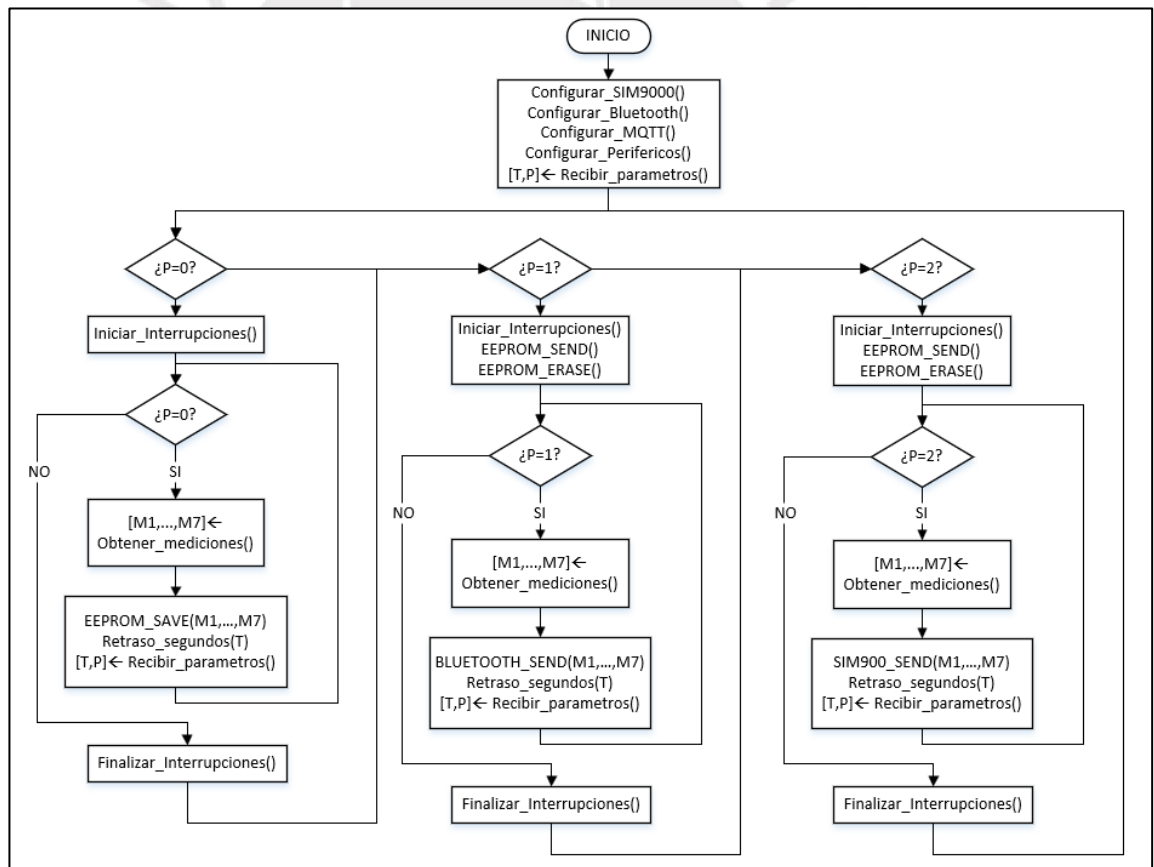 INICIO
Configurar_SIM9000()
Configurar_Bluetooth()
Configurar_MQTT()
Configurar_Perifericos()
[T,P]← Recibir_parametros()
¿P=0?
Iniciar_Interrupciones()
¿P=0?
NO
SI
[M1,...,M7]←
Obtener_mediciones()
EEPROM_SAVE(M1,...,M7)
Retraso_segundos(T)
[T,P]← Recibir_parametros()
Finalizar_Interrupciones()
¿P=1?
Iniciar_Interrupciones()
EEPROM_SEND()
EEPROM_ERASE()
¿P=1?
NO
SI
[M1,...,M7]←
Obtener_mediciones()
BLUETOOTH_SEND(M1,...,M7)
Retraso_segundos(T)
[T,P]← Recibir_parametros()
Finalizar_Interrupciones()
¿P=2?
Iniciar_Interrupciones()
EEPROM_SEND()
EEPROM_ERASE()
¿P=2?
NO
SI
[M1,...,M7]←
Obtener_mediciones()
SIM900_SEND(M1,...,M7)
Retraso_segundos(T)
[T,P]← Recibir_parametros()
Finalizar_Interrupciones()